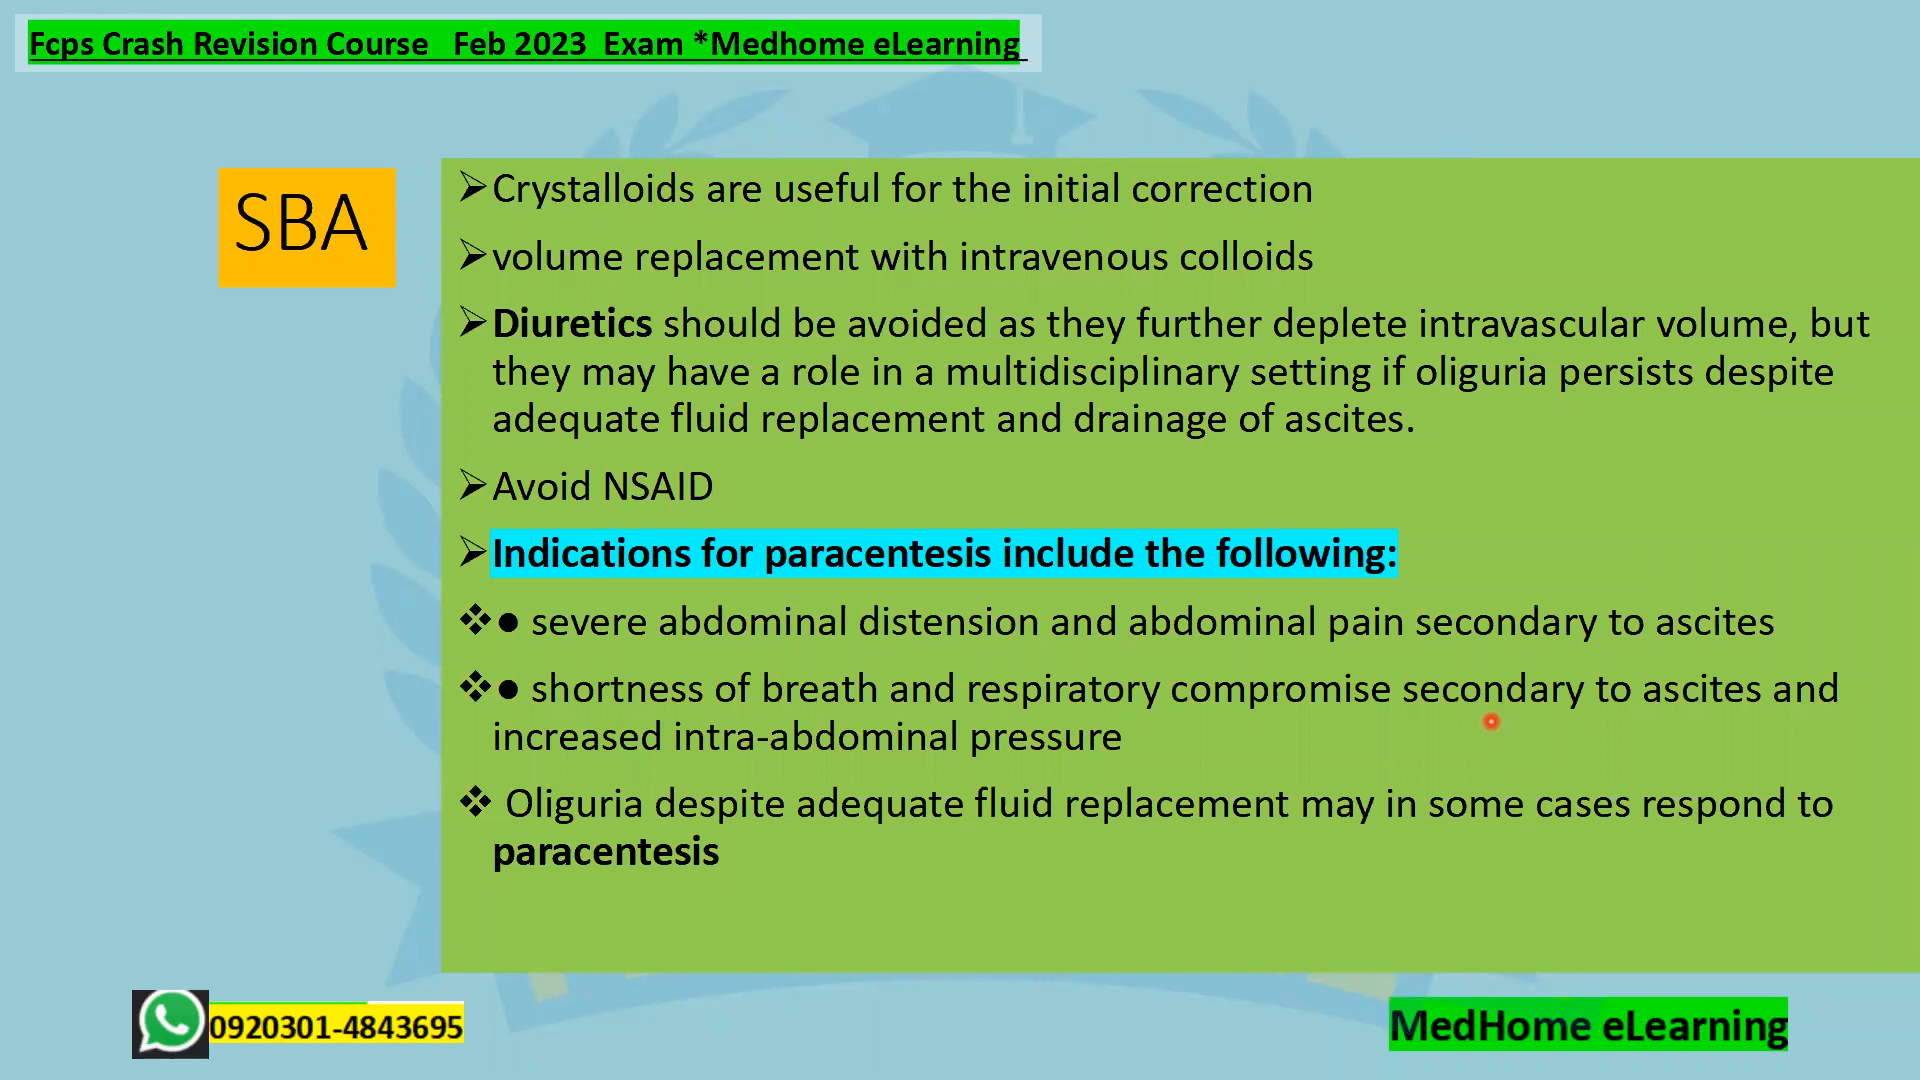 Fcps Crash Revision Course Feb 2023 Exam *Medhome eLearning
SBA
➢Crystalloids are useful for the initial correction
➢volume replacement with intravenous colloids
➢Diuretics should be avoided as they further deplete intravascular volume, but
they may have a role in a multidisciplinary setting if oliguria persists despite
adequate fluid replacement and drainage of ascites.
➢Avoid NSAID
➢Indications for paracentesis include the following:
❖● severe abdominal distension and abdominal pain secondary to ascites
❖● shortness of breath and respiratory compromise secondary to ascites and
increased intra-abdominal pressure
❖ Oliguria despite adequate fluid replacement may in some cases respond to
paracentesis
0920301-4843695
MedHome eLearning